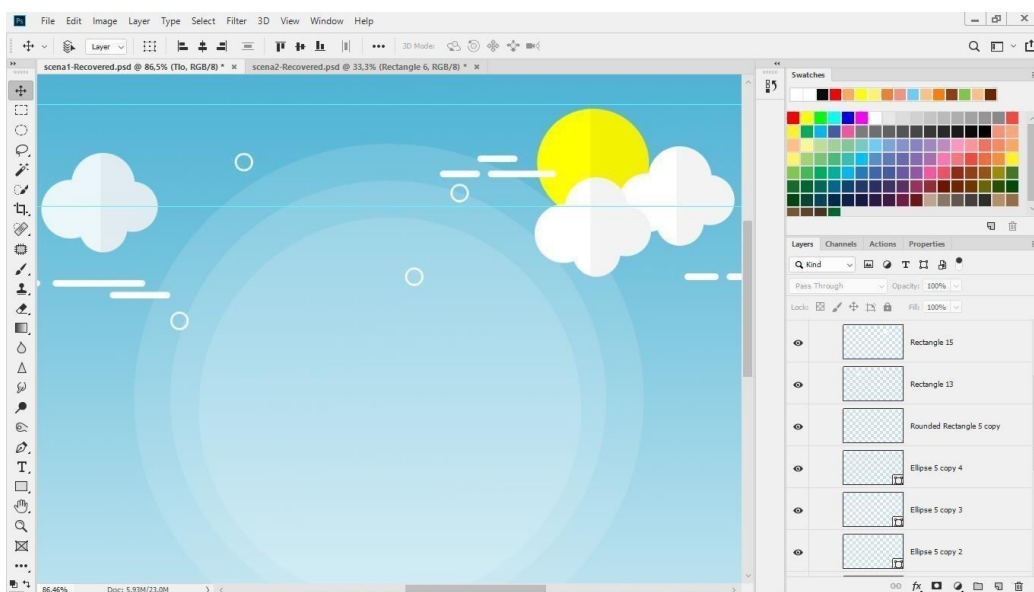 Ps File Edit Image Layer Type Select Filter 3D View Window Help
Layer 3D Mode:
scena1-Recovered.psd @ 86,5% (Tlo, RGB/8) * × scena2-Recovered.psd @ 33,3% (Rectangle 6, RGB/8) * ×
Swatches
Layers Channels Actions Properties
Kind
Pass Through Opacity: 100%
Lock: Fill: 100%
Rectangle 15
Rectangle 13
Rounded Rectangle 5 copy
Ellipse 5 copy 4
Ellipse 5 copy 3
Ellipse 5 copy 2
86.46% Doc: 5.93M/23.0M
fx